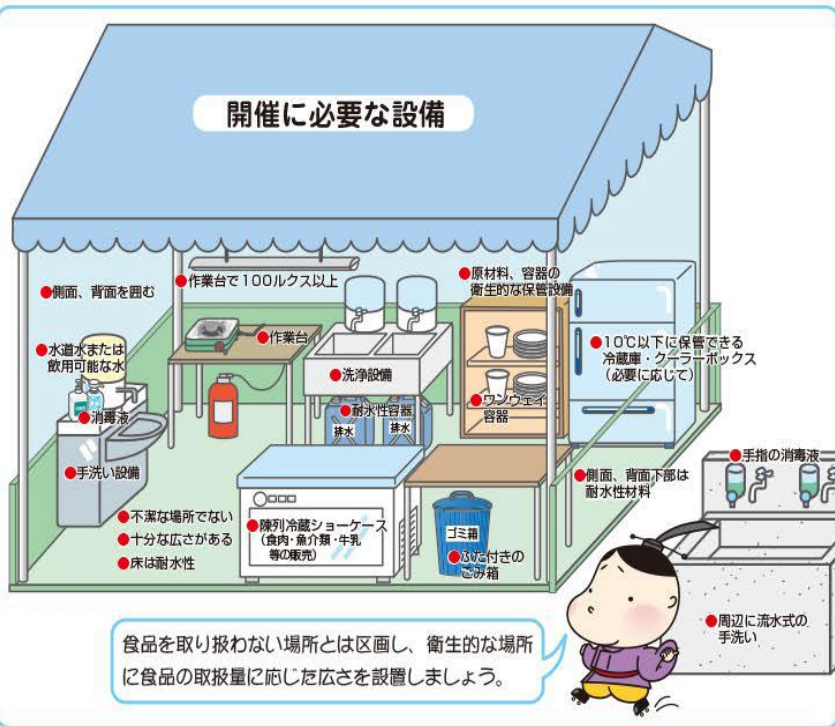 開催に必要な設備
●側面、背面を囲む
●作業台で100ルクス以上
●原材料、容器の
衛生的な保管設備
●水道水または
飲用可能な水
●作業台
●10℃以下に保管できる
冷蔵庫・クーラーボックス
（必要に応じて）
●洗浄設備
●消毒液
●耐水性容器
排水
排水
●ワンウェイ
容器
●手洗い設備
●側面、背面下部は
耐水性材料
●手指の消毒液
●不潔な場所でない
●十分な広さがある
●床は耐水性
●陳列冷蔵ショーケース
（食肉・魚介類・牛乳
等の販売）
ゴミ箱
●ふた付きの
ごみ箱
●周辺に流水式の
手洗い
食品を取り扱わない場所とは区画し、衛生的な場所
に食品の取扱量に応じた広さを設置しましょう。